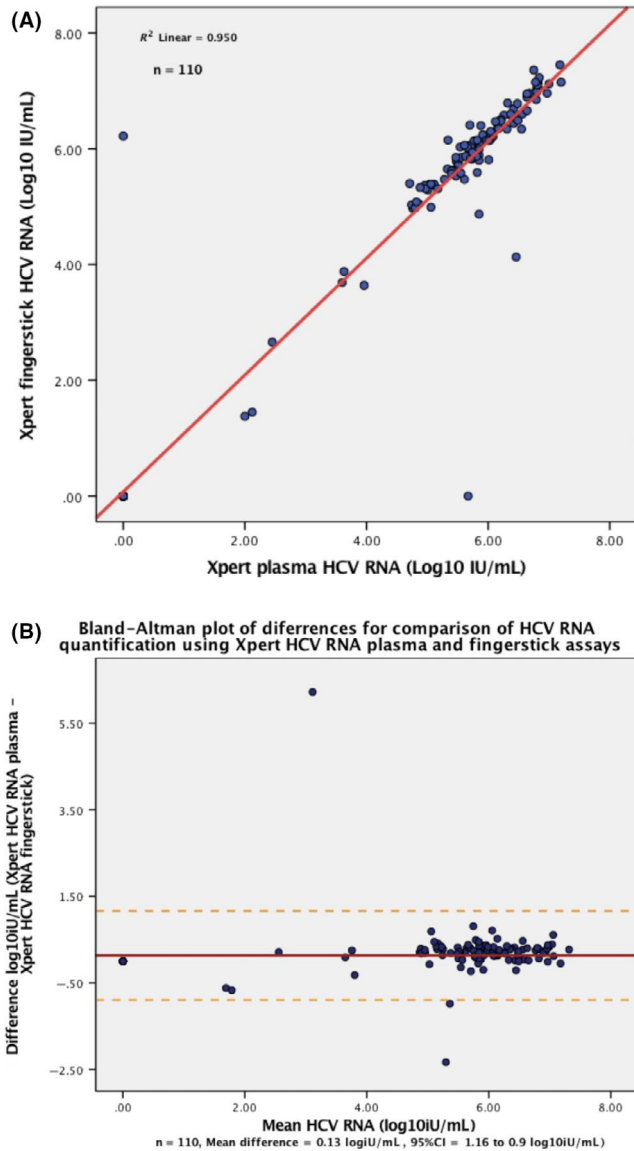 (A)
8.00
R² Linear = 0.950
n = 110
6.00
4.00
2.00
.00
Xpert fingerstick HCV RNA (Log10 IU/mL)
.00 2.00 4.00 6.00 8.00
Xpert plasma HCV RNA (Log10 IU/mL)
(B)
Bland-Altman plot of diferrences for comparison of HCV RNA
quantification using Xpert HCV RNA plasma and fingerstick assays
Difference log10iU/mL (Xpert HCV RNA plasma –
Xpert HCV RNA fingerstick)
5.50
3.50
1.50
−.50
−2.50
.00 2.00 4.00 6.00 8.00
Mean HCV RNA (log10iU/mL)
n = 110, Mean difference = 0.13 logiU/mL , 95%CI = 1.16 to 0.9 log10iU/mL)